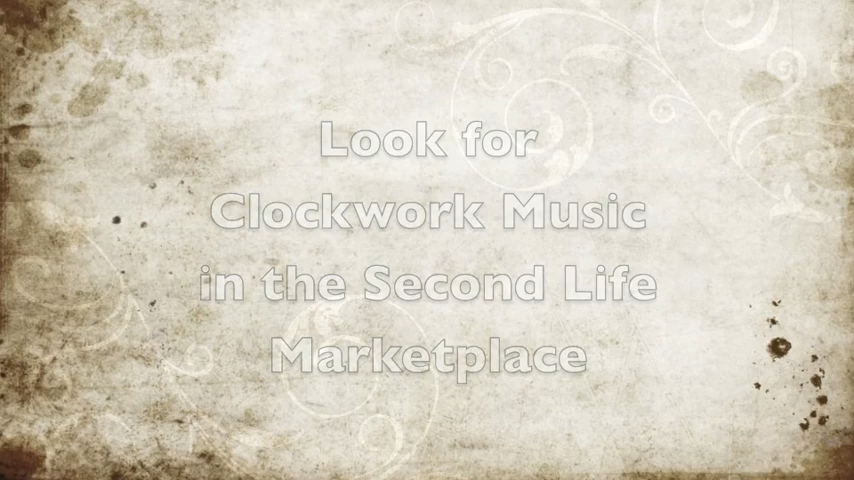 Look for
Clockwork Music
in the Second Life
Marketplace